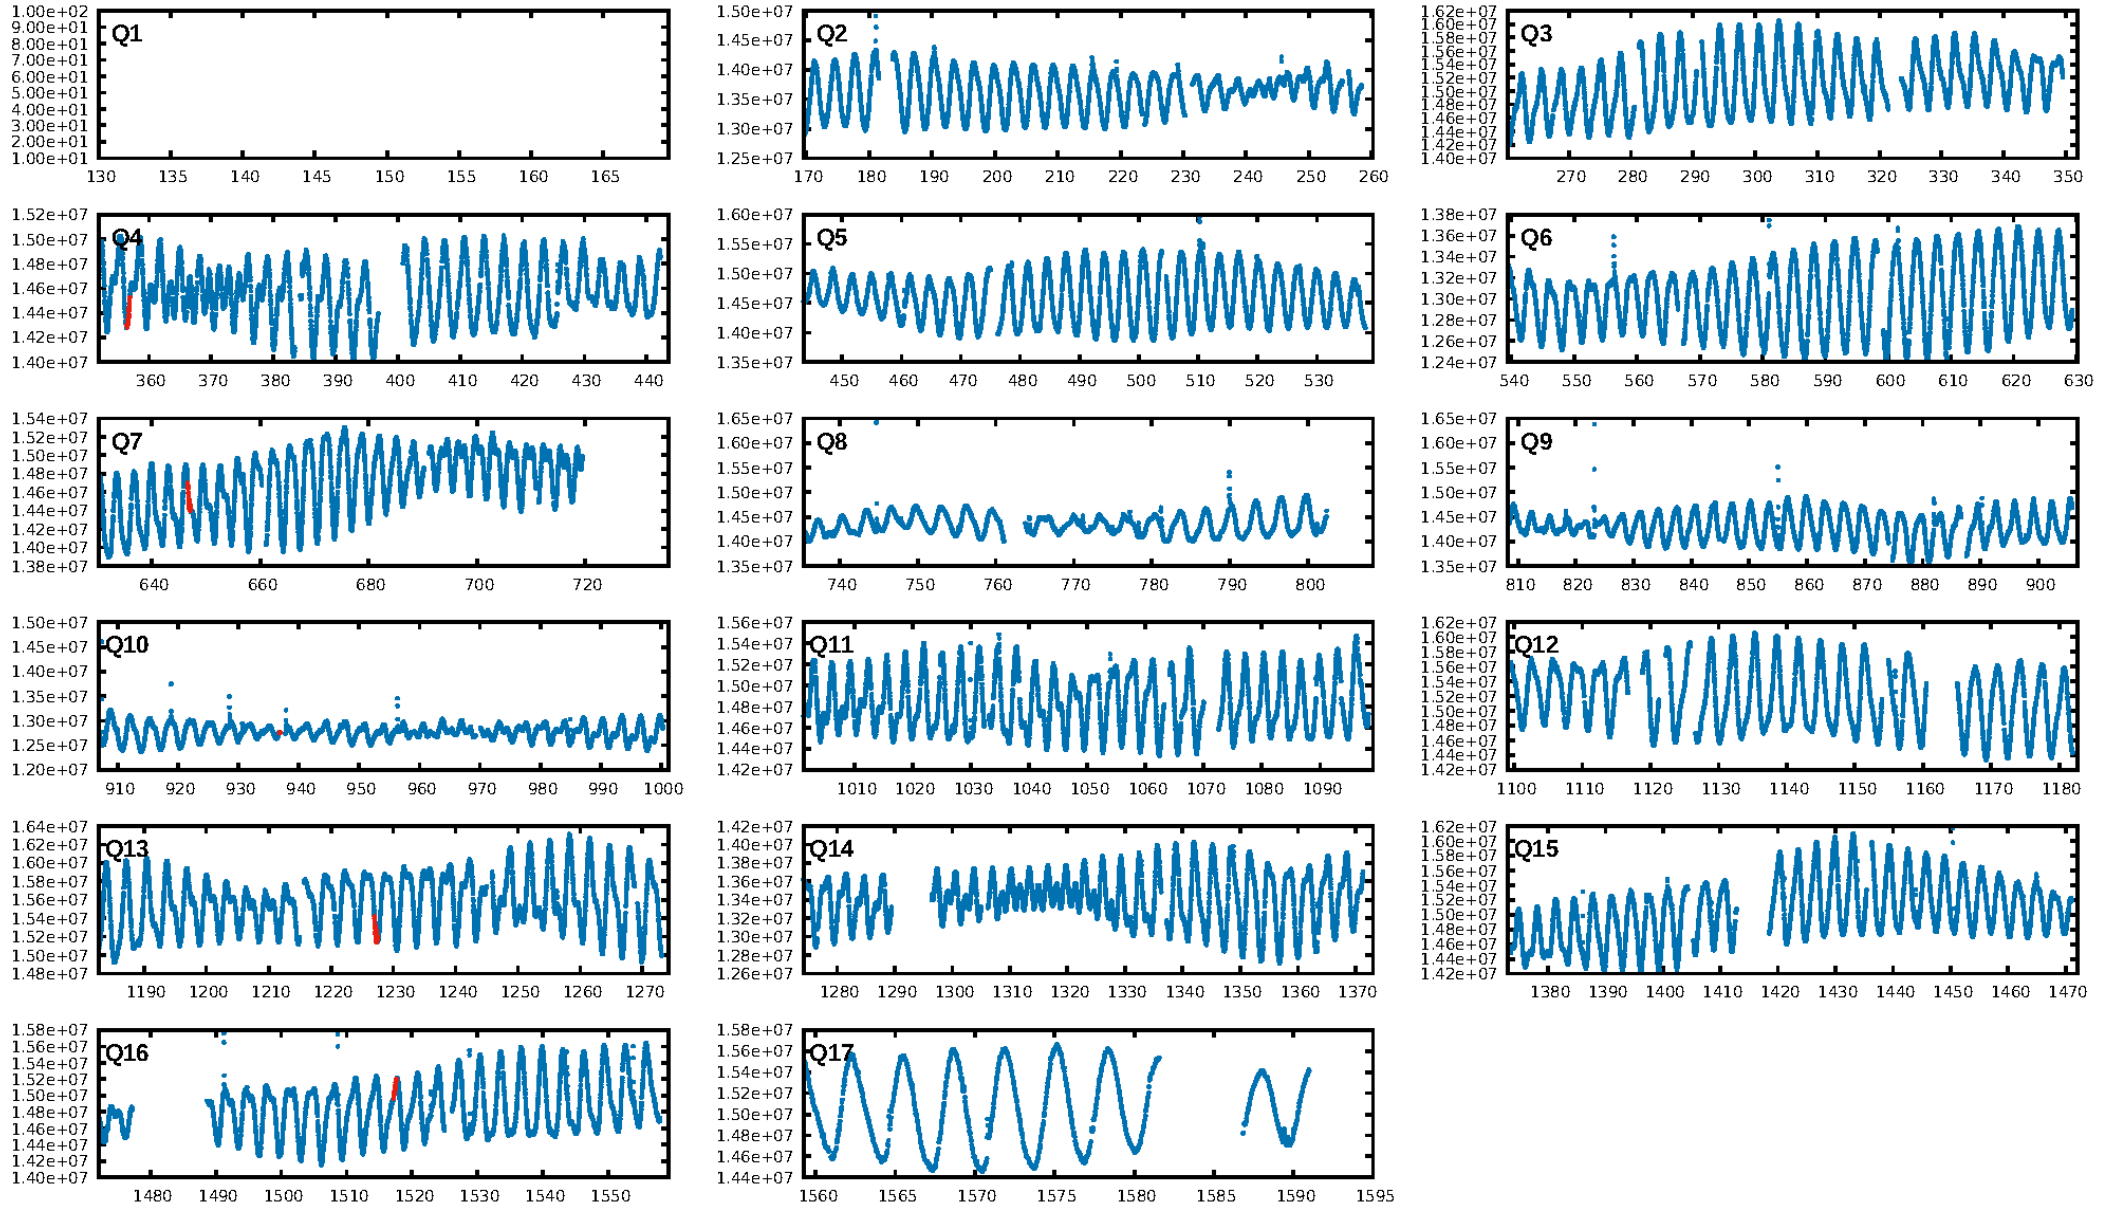 Q1
1.00e+02
9.00e+01
8.00e+01
7.00e+01
6.00e+01
5.00e+01
4.00e+01
3.00e+01
2.00e+01
1.00e+01
130 135 140 145 150 155 160 165
Q2
1.50e+07
1.45e+07
1.40e+07
1.35e+07
1.30e+07
1.25e+07
170 180 190 200 210 220 230 240 250 260
Q3
1.62e+07
1.60e+07
1.58e+07
1.56e+07
1.54e+07
1.52e+07
1.50e+07
1.48e+07
1.46e+07
1.44e+07
1.42e+07
1.40e+07
270 280 290 300 310 320 330 340 350
Q4
1.52e+07
1.50e+07
1.48e+07
1.46e+07
1.44e+07
1.42e+07
1.40e+07
360 370 380 390 400 410 420 430 440
Q5
1.60e+07
1.55e+07
1.50e+07
1.45e+07
1.40e+07
1.35e+07
450 460 470 480 490 500 510 520 530
Q6
1.38e+07
1.36e+07
1.34e+07
1.32e+07
1.30e+07
1.28e+07
1.26e+07
1.24e+07
540 550 560 570 580 590 600 610 620 630
Q7
1.54e+07
1.52e+07
1.50e+07
1.48e+07
1.46e+07
1.44e+07
1.42e+07
1.40e+07
1.38e+07
640 660 680 700 720
Q8
1.65e+07
1.60e+07
1.55e+07
1.50e+07
1.45e+07
1.40e+07
1.35e+07
740 750 760 770 780 790 800
Q9
1.65e+07
1.60e+07
1.55e+07
1.50e+07
1.45e+07
1.40e+07
1.35e+07
810 820 830 840 850 860 870 880 890 900
Q10
1.50e+07
1.45e+07
1.40e+07
1.35e+07
1.30e+07
1.25e+07
1.20e+07
910 920 930 940 950 960 970 980 990 1000
Q11
1.56e+07
1.54e+07
1.52e+07
1.50e+07
1.48e+07
1.46e+07
1.44e+07
1.42e+07
1010 1020 1030 1040 1050 1060 1070 1080 1090
Q12
1.62e+07
1.60e+07
1.58e+07
1.56e+07
1.54e+07
1.52e+07
1.50e+07
1.48e+07
1.46e+07
1.44e+07
1.42e+07
1100 1110 1120 1130 1140 1150 1160 1170 1180
Q13
1.64e+07
1.62e+07
1.60e+07
1.58e+07
1.56e+07
1.54e+07
1.52e+07
1.50e+07
1.48e+07
1190 1200 1210 1220 1230 1240 1250 1260 1270
Q14
1.42e+07
1.40e+07
1.38e+07
1.36e+07
1.34e+07
1.32e+07
1.30e+07
1.28e+07
1.26e+07
1280 1290 1300 1310 1320 1330 1340 1350 1360 1370
Q15
1.62e+07
1.60e+07
1.58e+07
1.56e+07
1.54e+07
1.52e+07
1.50e+07
1.48e+07
1.46e+07
1.44e+07
1.42e+07
1380 1390 1400 1410 1420 1430 1440 1450 1460 1470
Q16
1.58e+07
1.56e+07
1.54e+07
1.52e+07
1.50e+07
1.48e+07
1.46e+07
1.44e+07
1.42e+07
1.40e+07
1480 1490 1500 1510 1520 1530 1540 1550
Q17
1.58e+07
1.56e+07
1.54e+07
1.52e+07
1.50e+07
1.48e+07
1.46e+07
1.44e+07
1560 1565 1570 1575 1580 1585 1590 1595